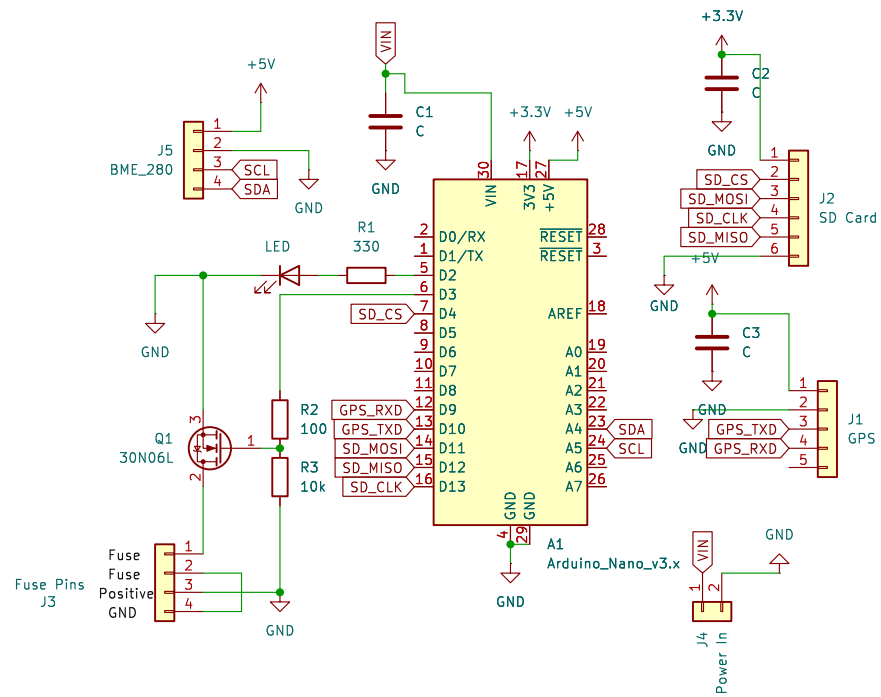 +3.3V
VIN
+5V
C2
C
C1
C
+3.3V +5V
GND
J5
BME_280
1
2
3 SCL
4 SDA
GND
GND
30
VIN
17
3V3
27
+5V
1
2 SD_CS
3 SD_MOSI
4 SD_CLK
5 SD_MISO
6
J2
SD Card
R1
330
LED
2 D0/RX
1 D1/TX
5 D2
6 D3
SD_CS 7 D4
8 D5
9 D6
10 D7
11 D8
GPS_RXD 12 D9
GPS_TXD 13 D10
SD_MOSI 14 D11
SD_MISO 15 D12
SD_CLK 16 D13
RESET 28
RESET 3
AREF 18
A0 19
A1 20
A2 21
A3 22
A4 23 SDA
A5 24 SCL
A6 25
A7 26
GND
+5V
GND
C3
C
GND
GND
1
2
GPS_TXD 3
GPS_RXD 4
5
J1
GPS
3
Q1
30N06L
1
2
R2
100
R3
10k
GND
4
GND
29
A1
Arduino_Nano_v3.x
GND
Fuse 1
Fuse 2
Positive 3
GND 4
Fuse Pins
J3
GND
VIN
GND
1
2
J4
Power In